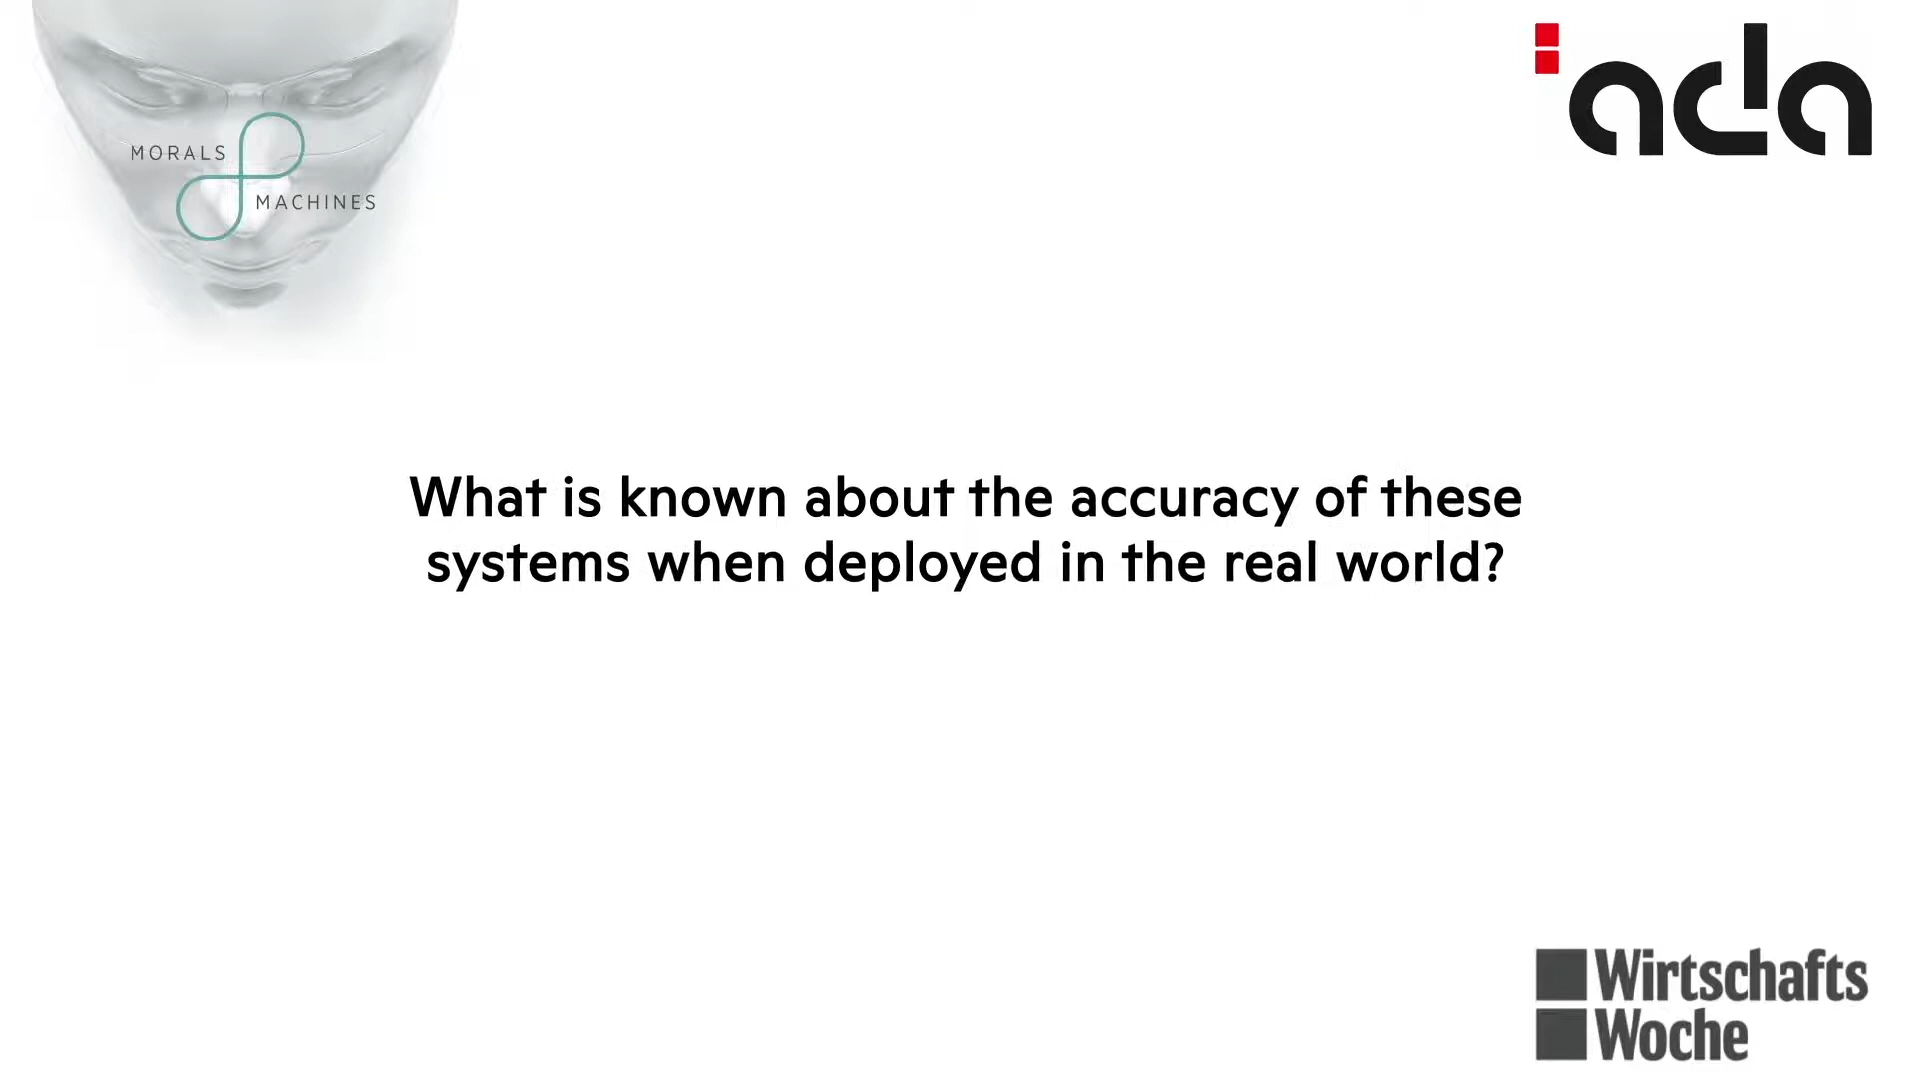 MORALS
MACHINES
ada
What is known about the accuracy of these
systems when deployed in the real world?
Wirtschafts
Woche